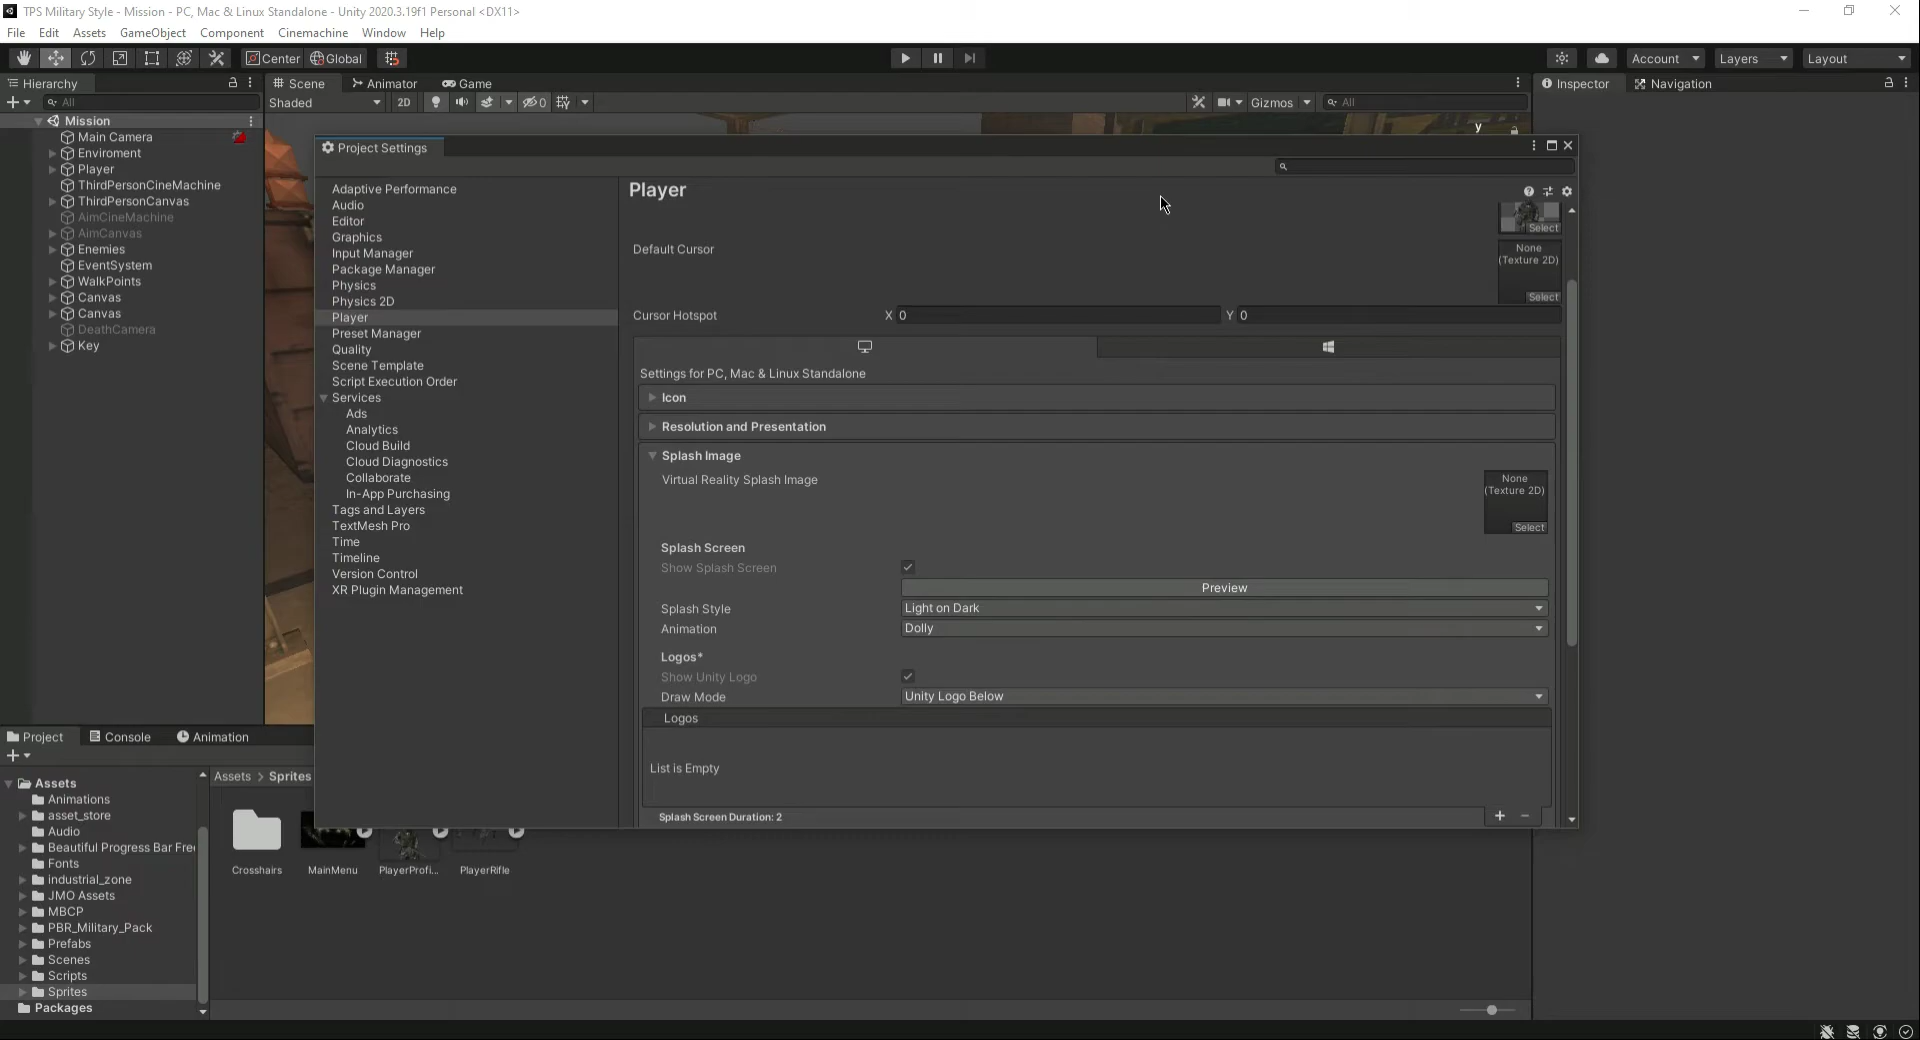 TPS Military Style - Mission - PC, Mac & Linux Standalone - Unity 2020.3.19f1 Personal <DX11>
File Edit Assets GameObject Component Cinemachine Window Help
Center Global Account Layers Layout
Hierarchy Scene Animator Game Inspector Navigation
All Shaded 2D 0 Gizmos All
Mission
Main Camera
Enviroment
Player
ThirdPersonCineMachine
ThirdPersonCanvas
AimCineMachine
AimCanvas
Enemies
EventSystem
WalkPoints
Canvas
Canvas
DeathCamera
Key
y
Project Settings
Adaptive Performance
Audio
Editor
Graphics
Input Manager
Package Manager
Physics
Physics 2D
Player
Preset Manager
Quality
Scene Template
Script Execution Order
Services
Ads
Analytics
Cloud Build
Cloud Diagnostics
Collaborate
In-App Purchasing
Tags and Layers
TextMesh Pro
Time
Timeline
Version Control
XR Plugin Management
Player
Select
Default Cursor
None
(Texture 2D)
Select
Cursor Hotspot X 0 Y 0
Settings for PC, Mac & Linux Standalone
Icon
Resolution and Presentation
Splash Image
Virtual Reality Splash Image
None
(Texture 2D)
Select
Splash Screen
Show Splash Screen
Preview
Splash Style Light on Dark
Animation Dolly
Logos*
Show Unity Logo
Draw Mode Unity Logo Below
Logos
List is Empty
Splash Screen Duration: 2
Project Console Animation
Assets > Sprites
Assets
Animations
asset_store
Audio
Beautiful Progress Bar Free
Fonts
industrial_zone
JMO Assets
MBCP
PBR_Military_Pack
Prefabs
Scenes
Scripts
Sprites
Packages
Crosshairs MainMenu PlayerProfi... PlayerRifle